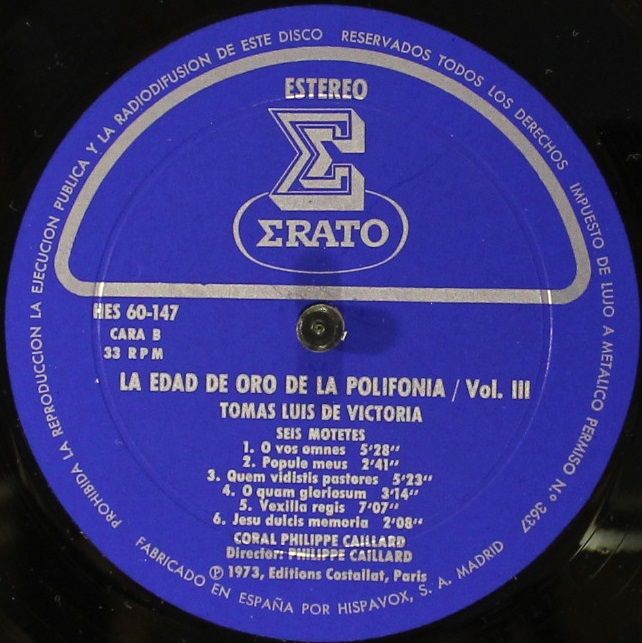 PROHIBIDA LA REPRODUCCION LA EJECUCION PUBLICA Y LA RADIODIFUSION DE ESTE DISCO RESERVADOS TODOS LOS DERECHOS IMPUESTO DE LUJO A METALICO PERMISO Nº 3637
ESTEREO
Σ
ΣRATO
HES 60-147
CARA B
33 RPM
LA EDAD DE ORO DE LA POLIFONIA / Vol. III
TOMAS LUIS DE VICTORIA
SEIS MOTETES
1. O vos omnes 5'28''
2. Popule meus 2'41''
3. Quem vidistis pastores 5'23''
4. O quam gloriosum 3'14''
5. Vexilla regis 7'07''
6. Jesu dulcis memoria 2'08''
CORAL PHILIPPE CAILLARD
Director: PHILIPPE CAILLARD
℗ 1973, Editions Costallat, Paris
FABRICADO EN ESPAÑA POR HISPAVOX, S. A. MADRID